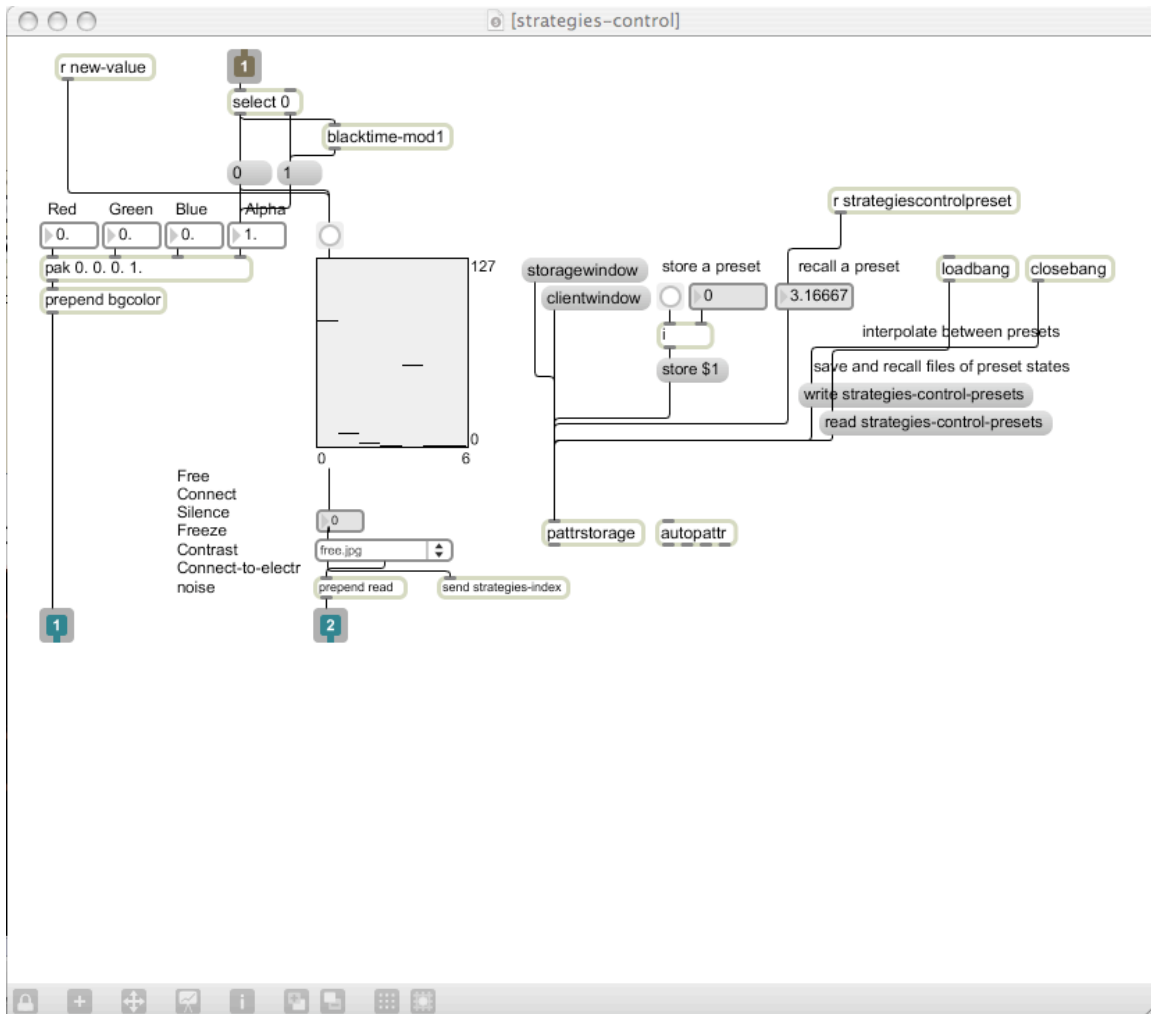 [strategies-control]
r new-value
1
select 0
blacktime-mod1
0
1
Red
Green
Blue
Alpha
0.
0.
0.
1.
pak 0. 0. 0. 1.
prepend bgcolor
127
0
0
6
r strategiescontrolpreset
storagewindow
clientwindow
store a preset
0
i
store $1
recall a preset
3.16667
loadbang
closebang
interpolate between presets
save and recall files of preset states
write strategies-control-presets
read strategies-control-presets
pattrstorage
autopattr
Free
Connect
Silence
Freeze
Contrast
Connect-to-electr
noise
0
free.jpg
prepend read
send strategies-index
1
2